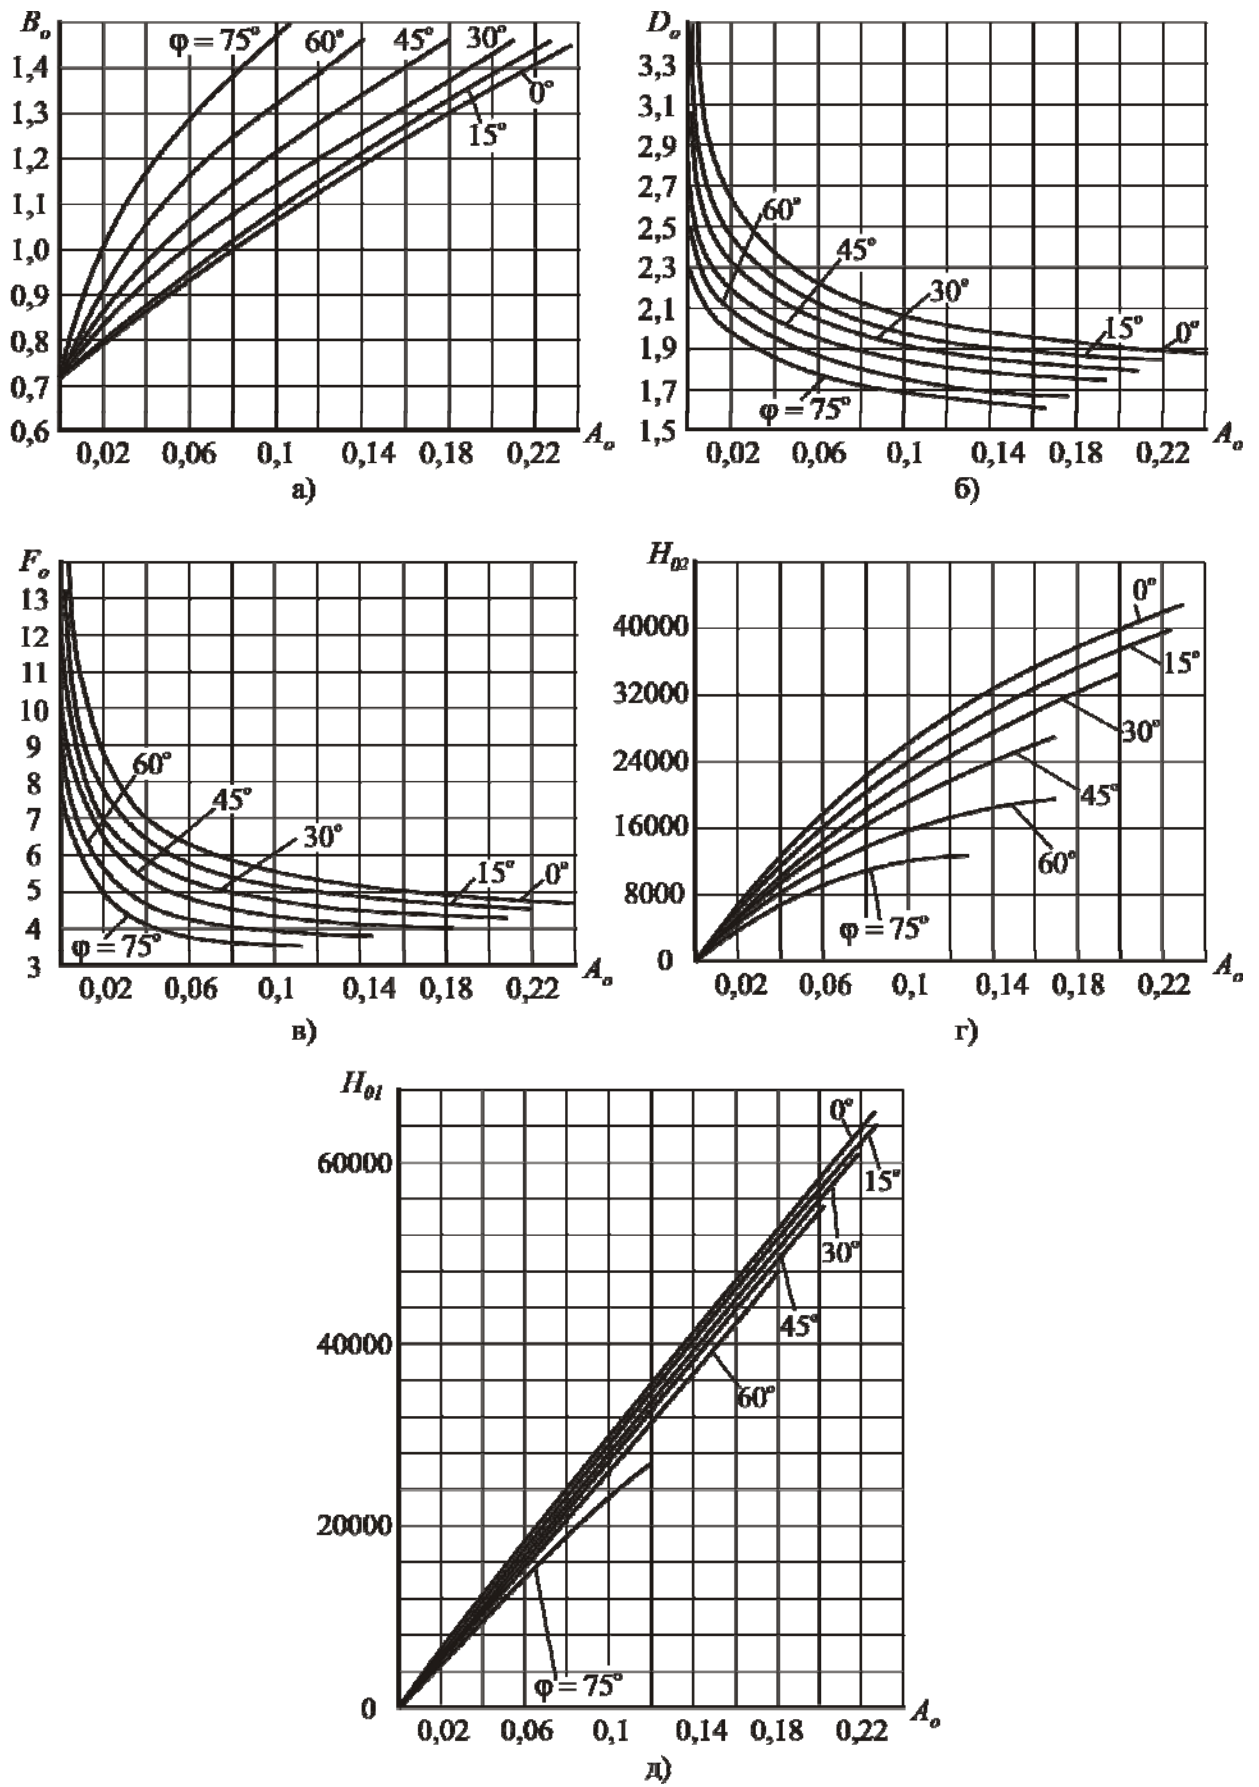 Bₒ
φ = 75°
60°
45°
30°
0°
15°
1,4
1,3
1,2
1,1
1,0
0,9
0,8
0,7
0,6
0,02 0,06 0,1 0,14 0,18 0,22
Aₒ
а)
Dₒ
3,3
3,1
2,9
2,7
2,5
2,3
2,1
1,9
1,7
1,5
60°
45°
30°
15°
0°
φ = 75°
0,02 0,06 0,1 0,14 0,18 0,22
Aₒ
б)
Fₒ
13
12
11
10
9
8
7
6
5
4
3
60°
45°
30°
15°
0°
φ = 75°
0,02 0,06 0,1 0,14 0,18 0,22
Aₒ
в)
H₀₂
40000
32000
24000
16000
8000
0
0°
15°
30°
45°
60°
φ = 75°
0,02 0,06 0,1 0,14 0,18 0,22
Aₒ
г)
H₀₁
60000
40000
20000
0
0°
15°
30°
45°
60°
φ = 75°
0,02 0,06 0,1 0,14 0,18 0,22
Aₒ
д)